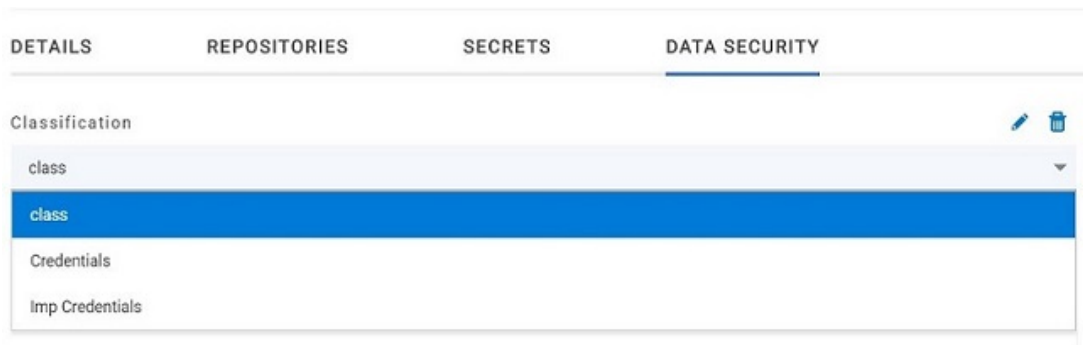 DETAILS REPOSITORIES SECRETS DATA SECURITY
Classification
class
class
Credentials
Imp Credentials